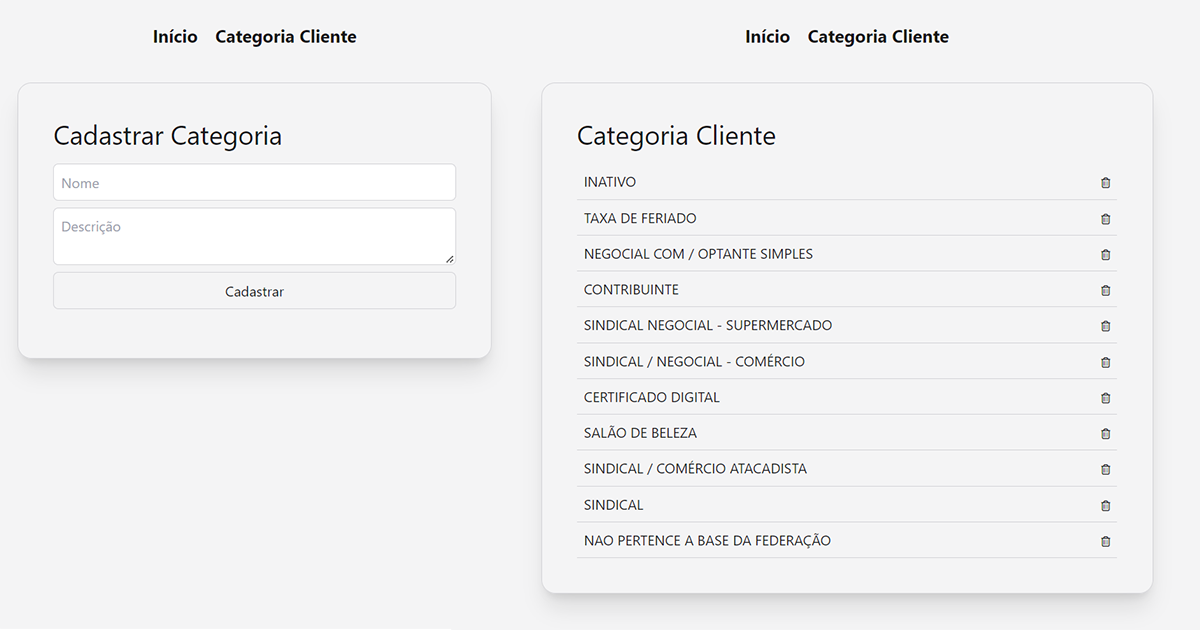 Início Categoria Cliente
Cadastrar Categoria
Nome
Descrição
Cadastrar
Início Categoria Cliente
Categoria Cliente
INATIVO
TAXA DE FERIADO
NEGOCIAL COM / OPTANTE SIMPLES
CONTRIBUINTE
SINDICAL NEGOCIAL - SUPERMERCADO
SINDICAL / NEGOCIAL - COMÉRCIO
CERTIFICADO DIGITAL
SALÃO DE BELEZA
SINDICAL / COMÉRCIO ATACADISTA
SINDICAL
NAO PERTENCE A BASE DA FEDERAÇÃO